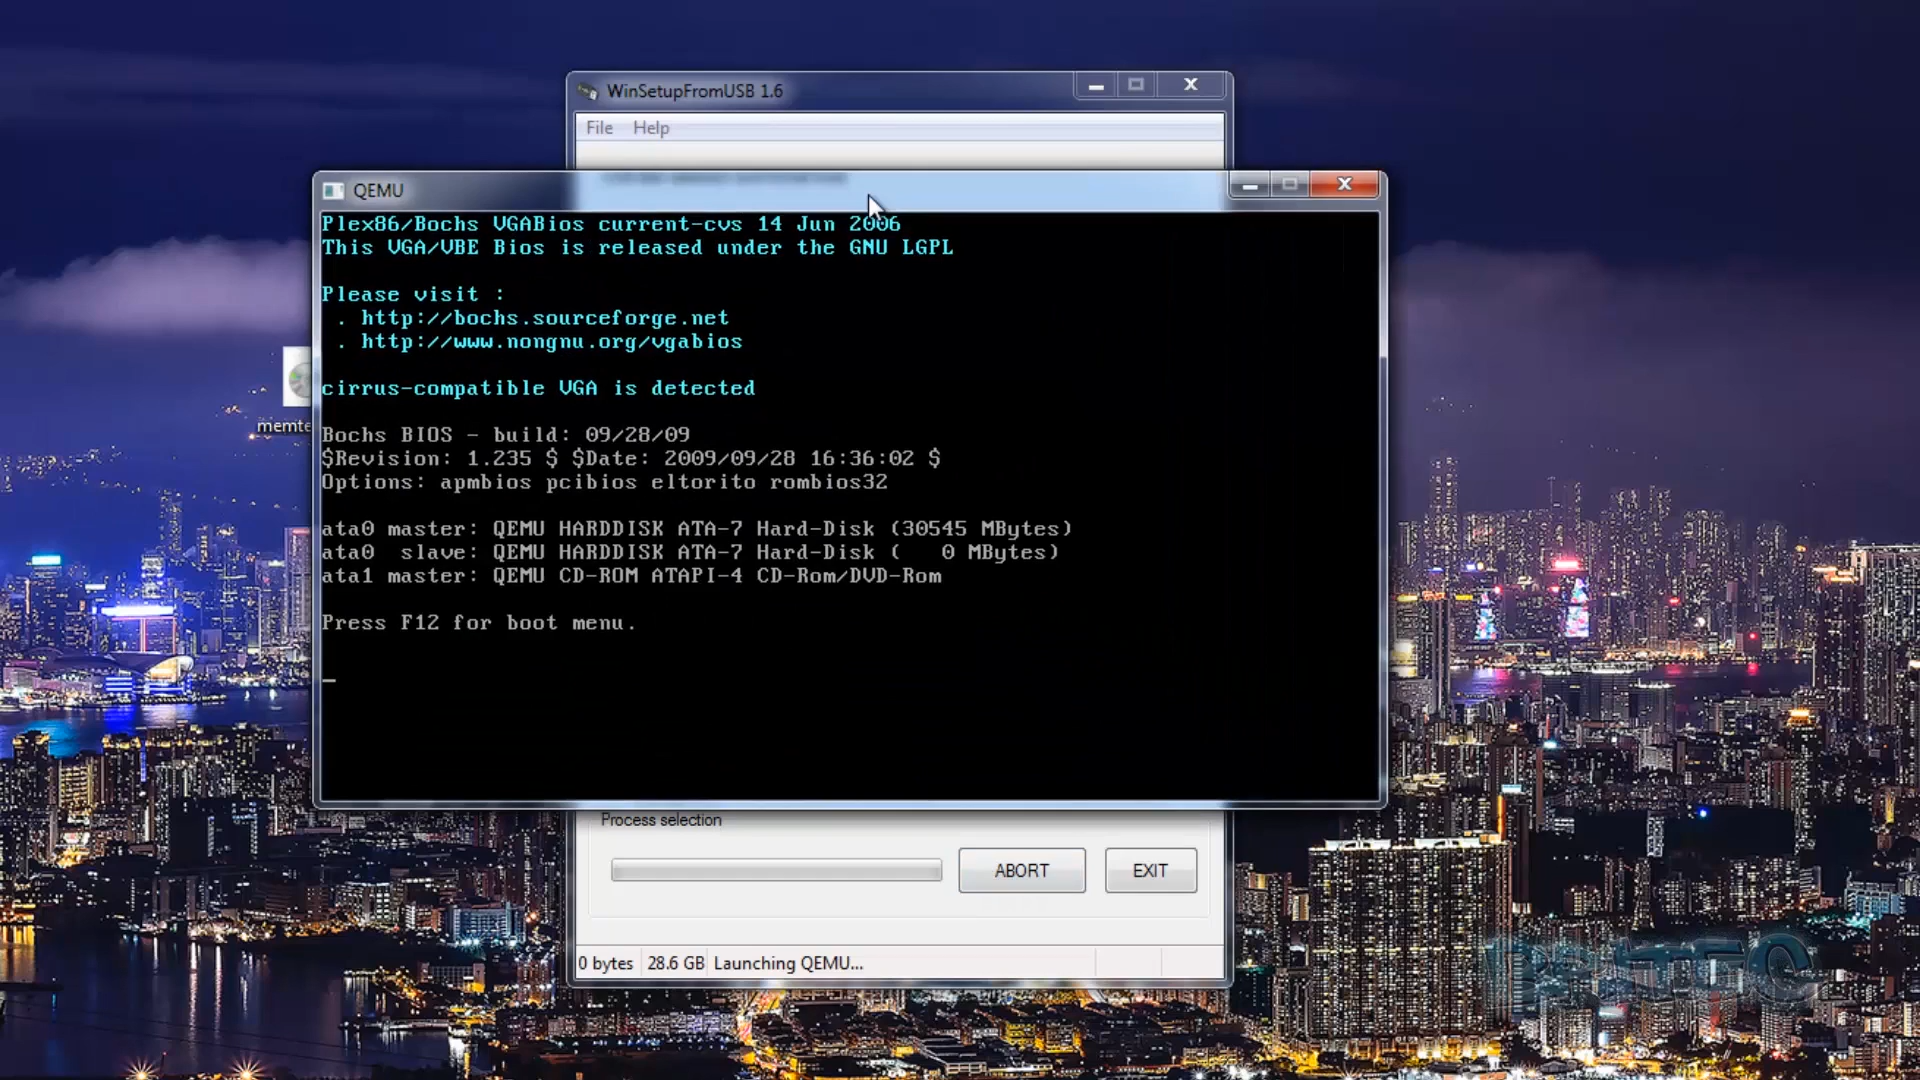 WinSetupFromUSB 1.6
File Help
QEMU
Plex86/Bochs VGABios current-cvs 14 Jun 2006
This VGA/VBE Bios is released under the GNU LGPL
Please visit :
. http://bochs.sourceforge.net
. http://www.nongnu.org/vgabios
cirrus-compatible VGA is detected
memte
Bochs BIOS - build: 09/28/09
$Revision: 1.235 $ $Date: 2009/09/28 16:36:02 $
Options: apmbios pcibios eltorito rombios32
ata0 master: QEMU HARDDISK ATA-7 Hard-Disk (30545 MBytes)
ata0 slave: QEMU HARDDISK ATA-7 Hard-Disk ( 0 MBytes)
ata1 master: QEMU CD-ROM ATAPI-4 CD-Rom/DVD-Rom
Press F12 for boot menu.
Process selection
ABORT EXIT
0 bytes 28.6 GB Launching QEMU...